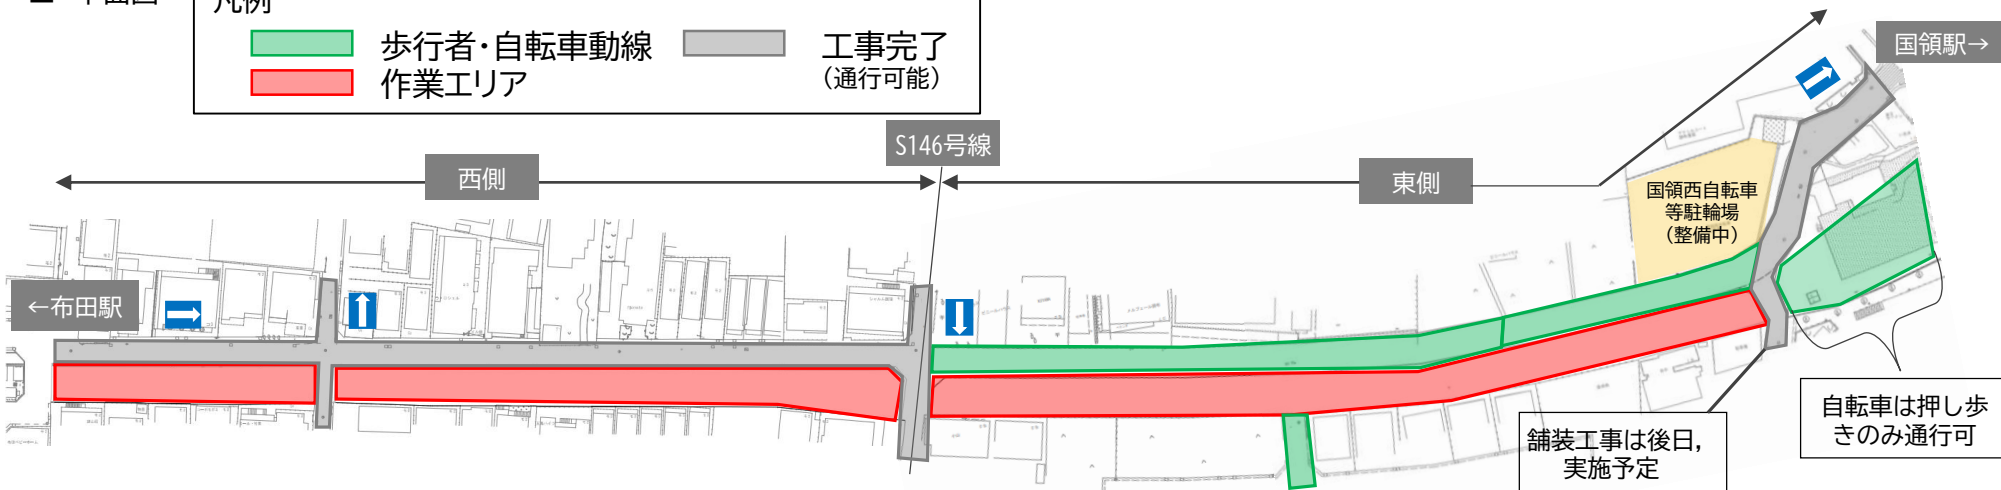 凡例
歩行者・自転車動線
工事完了
(通行可能)
作業エリア
国領駅→
S146号線
西側
東側
国領西自転車
等駐輪場
(整備中)
←布田駅
自転車は押し歩
きのみ通行可
舗装工事は後日,
実施予定